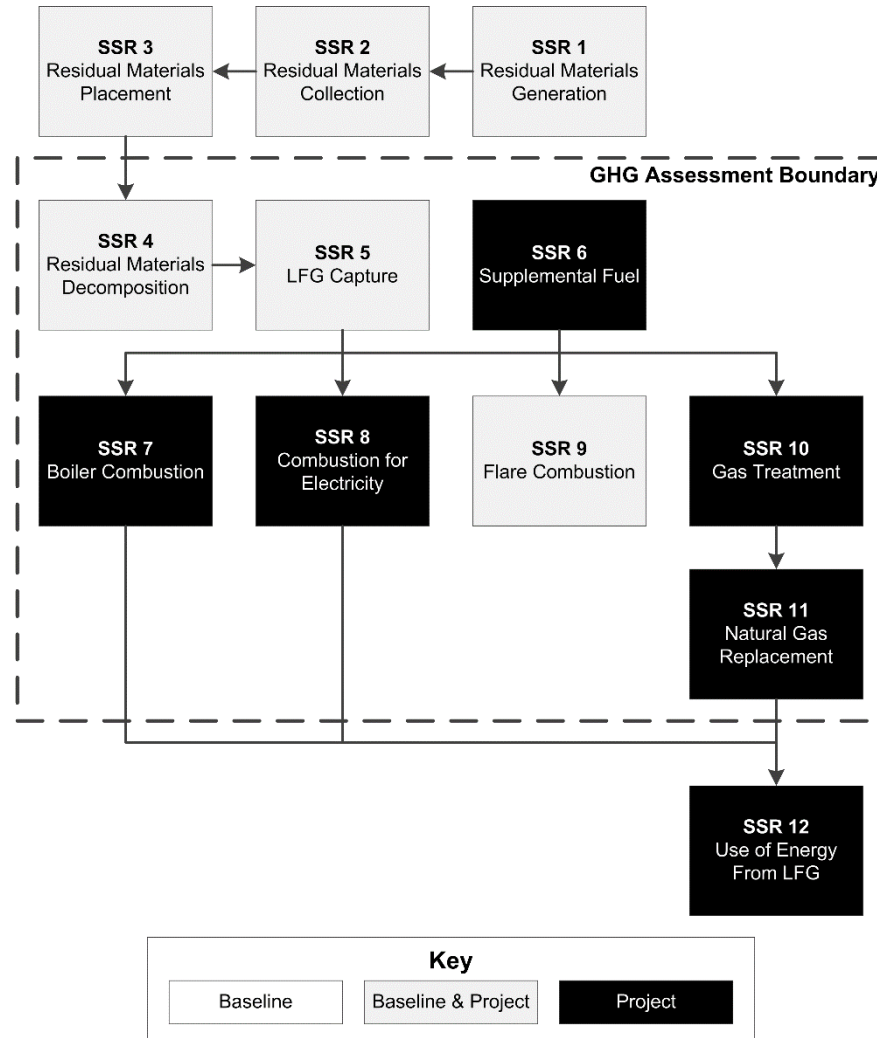 SSR 3
Residual Materials
Placement
SSR 2
Residual Materials
Collection
SSR 1
Residual Materials
Generation
GHG Assessment Boundary
SSR 4
Residual Materials
Decomposition
SSR 5
LFG Capture
SSR 6
Supplemental Fuel
SSR 7
Boiler Combustion
SSR 8
Combustion for
Electricity
SSR 9
Flare Combustion
SSR 10
Gas Treatment
SSR 11
Natural Gas
Replacement
SSR 12
Use of Energy
From LFG
Key
Baseline
Baseline & Project
Project